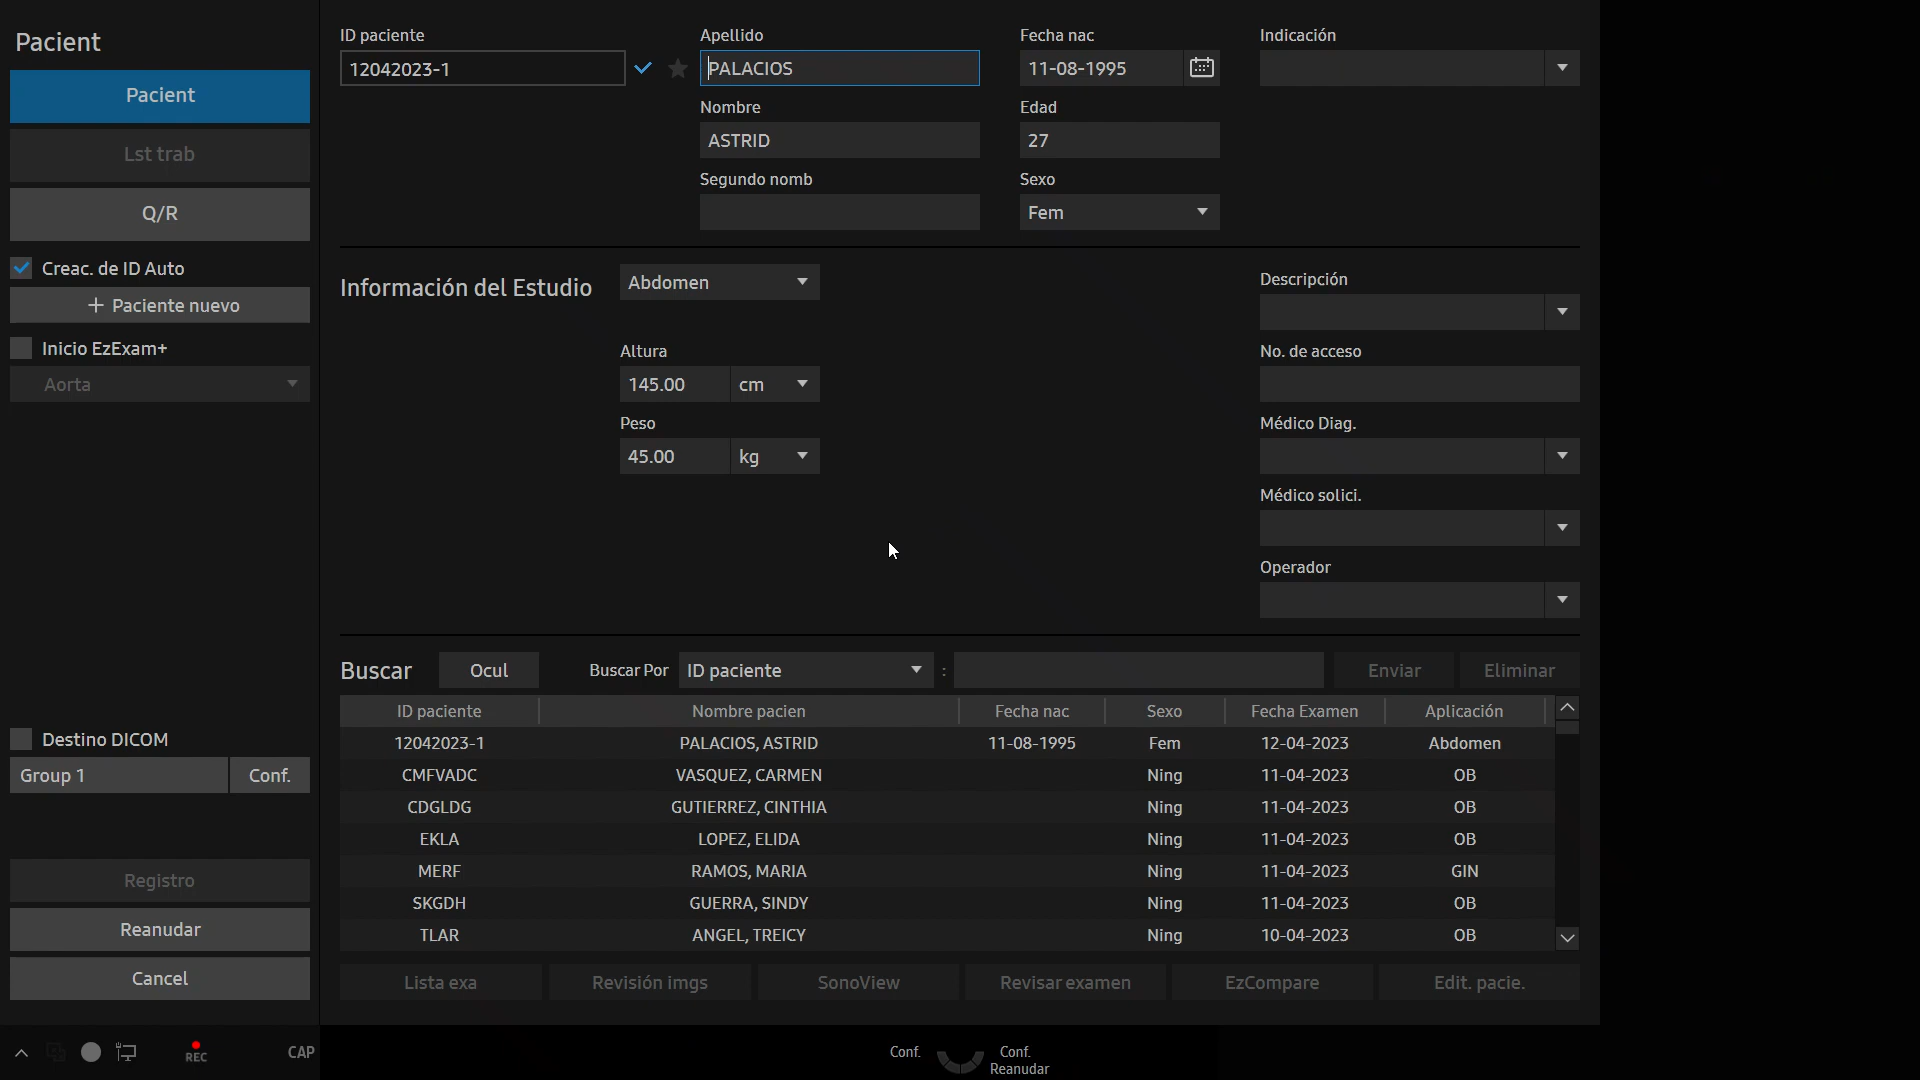 Pacient
Pacient
Lst trab
Q/R
Creac. de ID Auto
+ Paciente nuevo
Inicio EzExam+
Aorta
Destino DICOM
Group 1 Conf.
Registro
Reanudar
Cancel
ID paciente
12042023-1
Apellido
PALACIOS
Nombre
ASTRID
Segundo nomb
Fecha nac
11-08-1995
Edad
27
Sexo
Fem
Indicación
Información del Estudio Abdomen
Altura
145.00 cm
Peso
45.00 kg
Descripción
No. de acceso
Médico Diag.
Médico solici.
Operador
Buscar Ocul Buscar Por ID paciente : Enviar Eliminar
ID paciente Nombre pacien Fecha nac Sexo Fecha Examen Aplicación
12042023-1 PALACIOS, ASTRID 11-08-1995 Fem 12-04-2023 Abdomen
CMFVADC VASQUEZ, CARMEN Ning 11-04-2023 OB
CDGLDG GUTIERREZ, CINTHIA Ning 11-04-2023 OB
EKLA LOPEZ, ELIDA Ning 11-04-2023 OB
MERF RAMOS, MARIA Ning 11-04-2023 GIN
SKGDH GUERRA, SINDY Ning 11-04-2023 OB
TLAR ANGEL, TREICY Ning 10-04-2023 OB
Lista exa Revisión imgs SonoView Revisar examen EzCompare Edit. pacie.
REC CAP Conf. Conf.
Reanudar